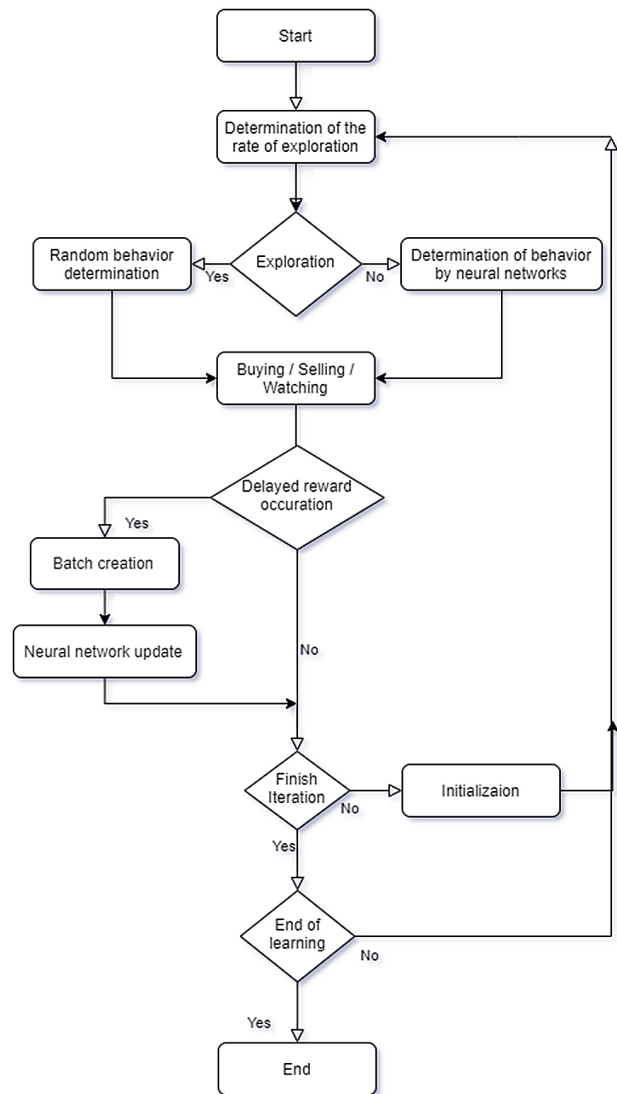 Start
Determination of the
rate of exploration
Exploration
Yes
No
Random behavior
determination
Determination of behavior
by neural networks
Buying / Selling /
Watching
Delayed reward
occuration
Yes
Batch creation
Neural network update
No
Finish
Iteration
No
Initializaion
Yes
End of
learning
No
Yes
End